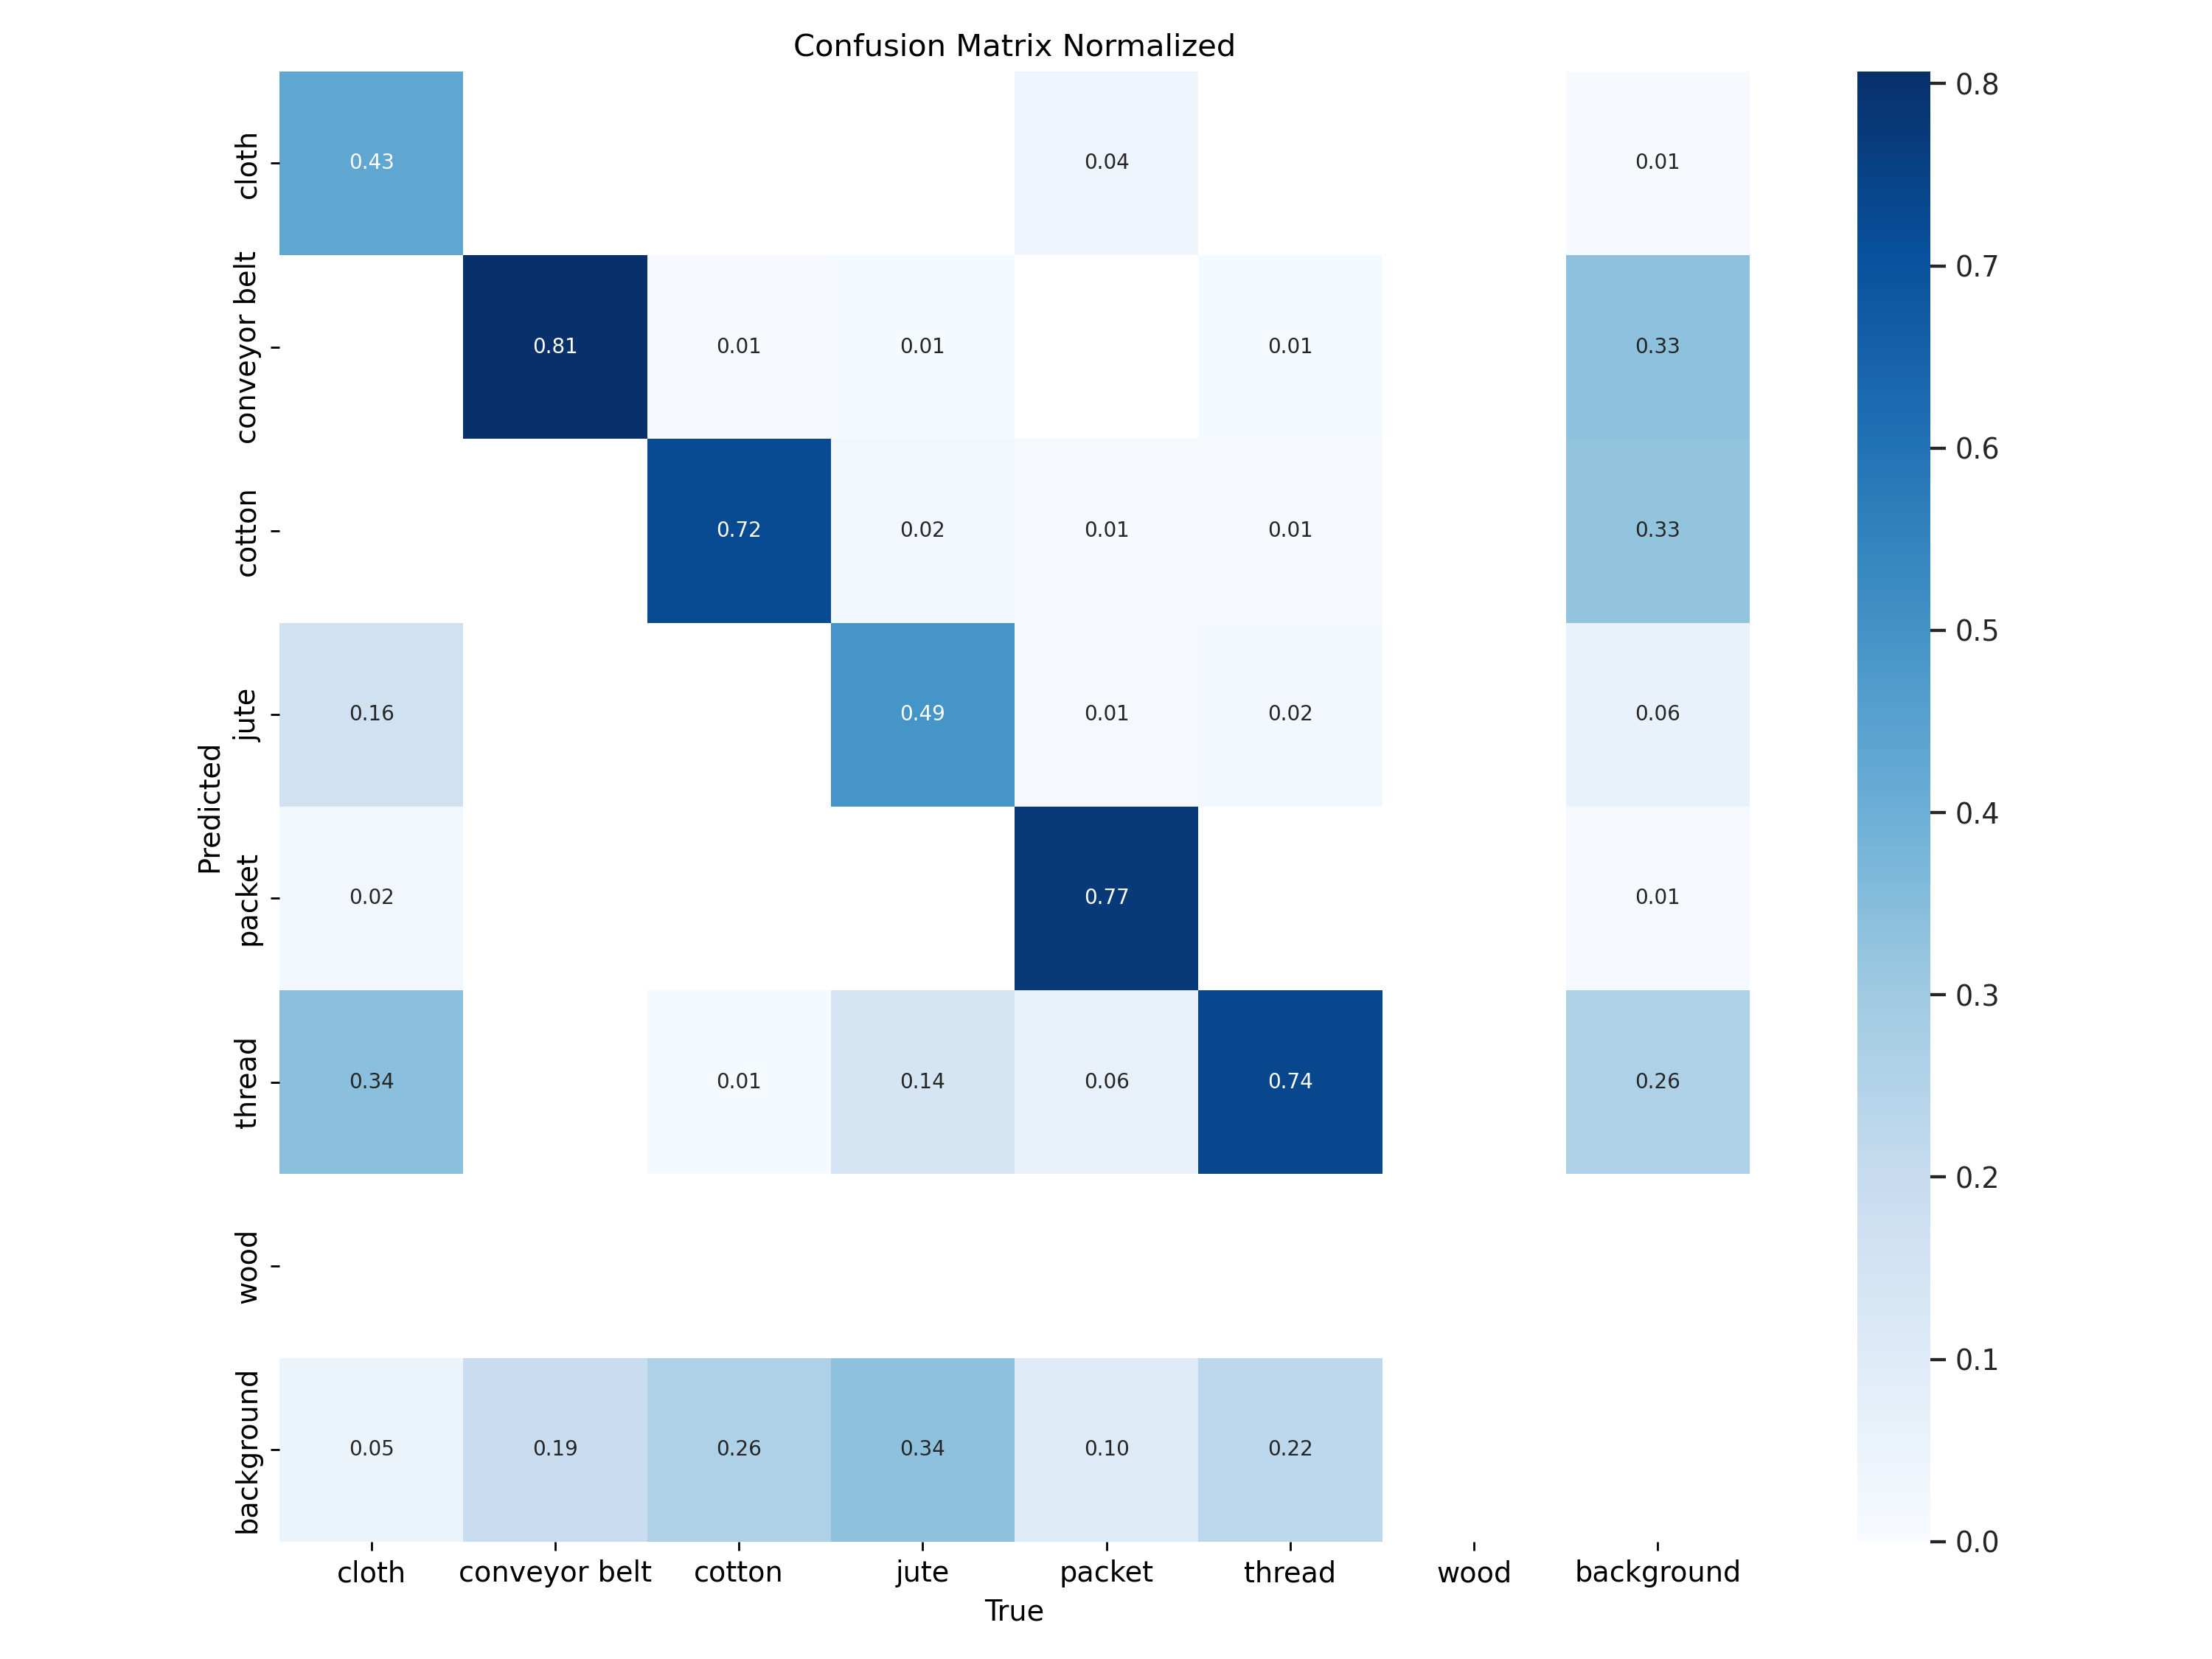 Confusion Matrix Normalized
cloth 0.43 0.04 0.01
conveyor belt 0.81 0.01 0.01 0.01 0.33
cotton 0.72 0.02 0.01 0.01 0.33
jute 0.16 0.49 0.01 0.02 0.06
packet 0.02 0.77 0.01
thread 0.34 0.01 0.14 0.06 0.74 0.26
wood
background 0.05 0.19 0.26 0.34 0.10 0.22
Predicted
cloth conveyor belt cotton jute packet thread wood background
True
0.8
0.7
0.6
0.5
0.4
0.3
0.2
0.1
0.0